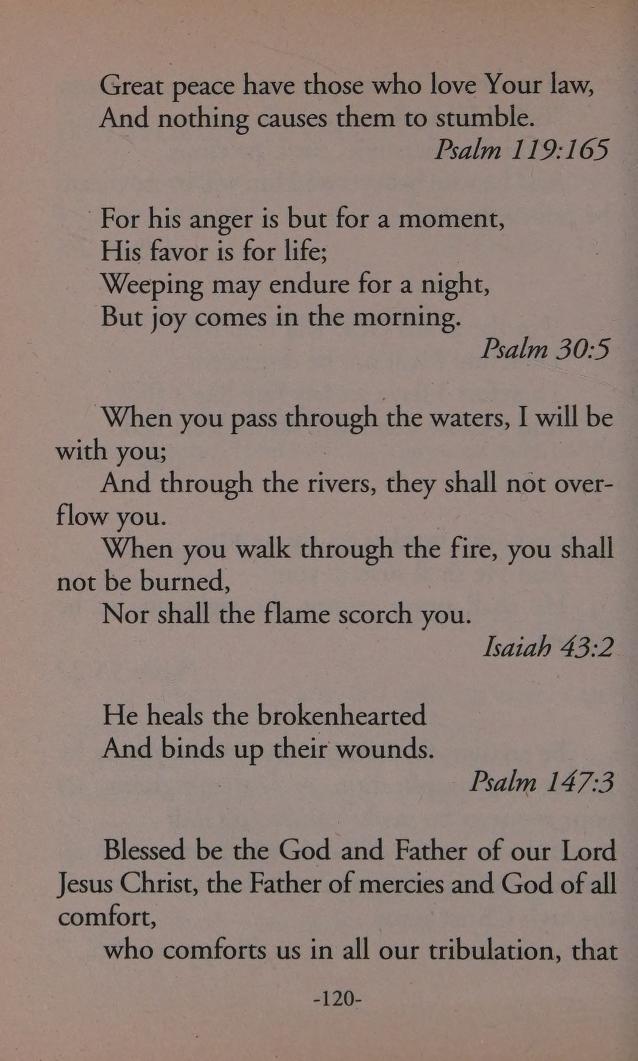 Great peace have those who love Your law,
And nothing causes them to stumble.
Psalm 119:165
For his anger is but for a moment,
His favor is for life;
Weeping may endure for a night,
But joy comes in the morning.
Psalm 30:5
When you pass through the waters, I will be
with you;
And through the rivers, they shall not over-
flow you.
When you walk through the fire, you shall
not be burned,
Nor shall the flame scorch you.
Isaiah 43:2
He heals the brokenhearted
And binds up their wounds.
Psalm 147:3
Blessed be the God and Father of our Lord
Jesus Christ, the Father of mercies and God of all
comfort,
who comforts us in all our tribulation, that
-120-